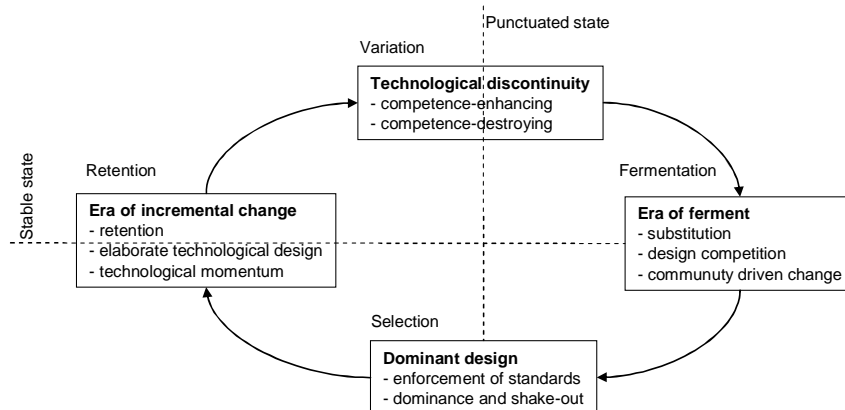 Punctuated state
Variation
Technological discontinuity
- competence-enhancing
- competence-destroying
Retention
Fermentation
Stable state
Era of incremental change
- retention
- elaborate technological design
- technological momentum
Era of ferment
- substitution
- design competition
- communuty driven change
Selection
Dominant design
- enforcement of standards
- dominance and shake-out